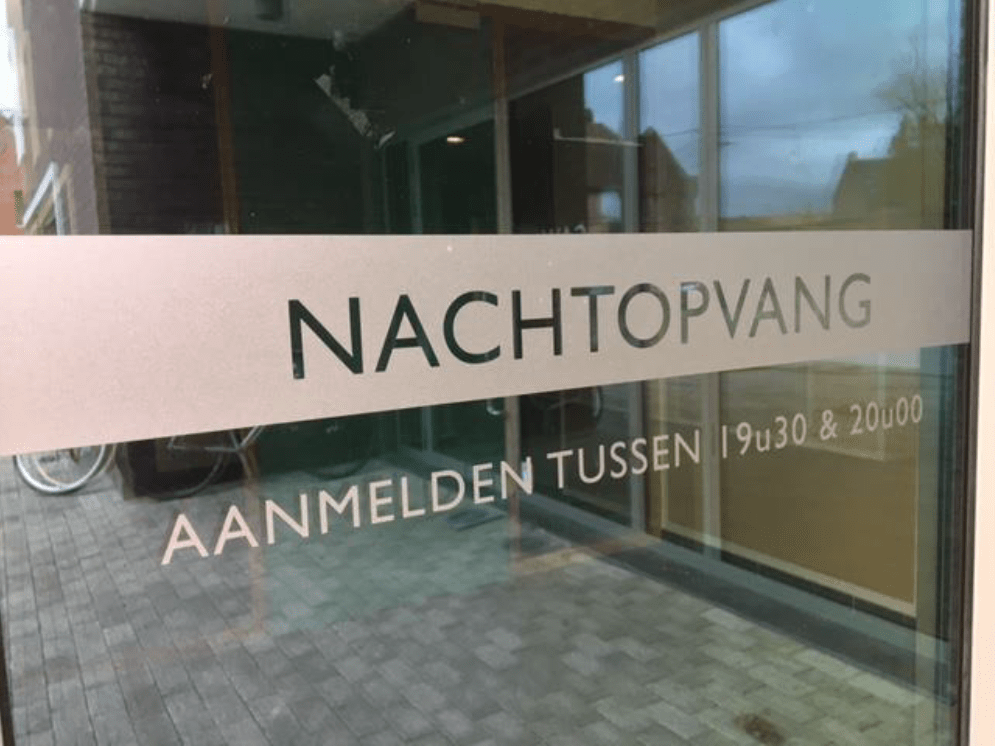 NACHTOPVANG
AANMELDEN TUSSEN 19u30 & 20u00